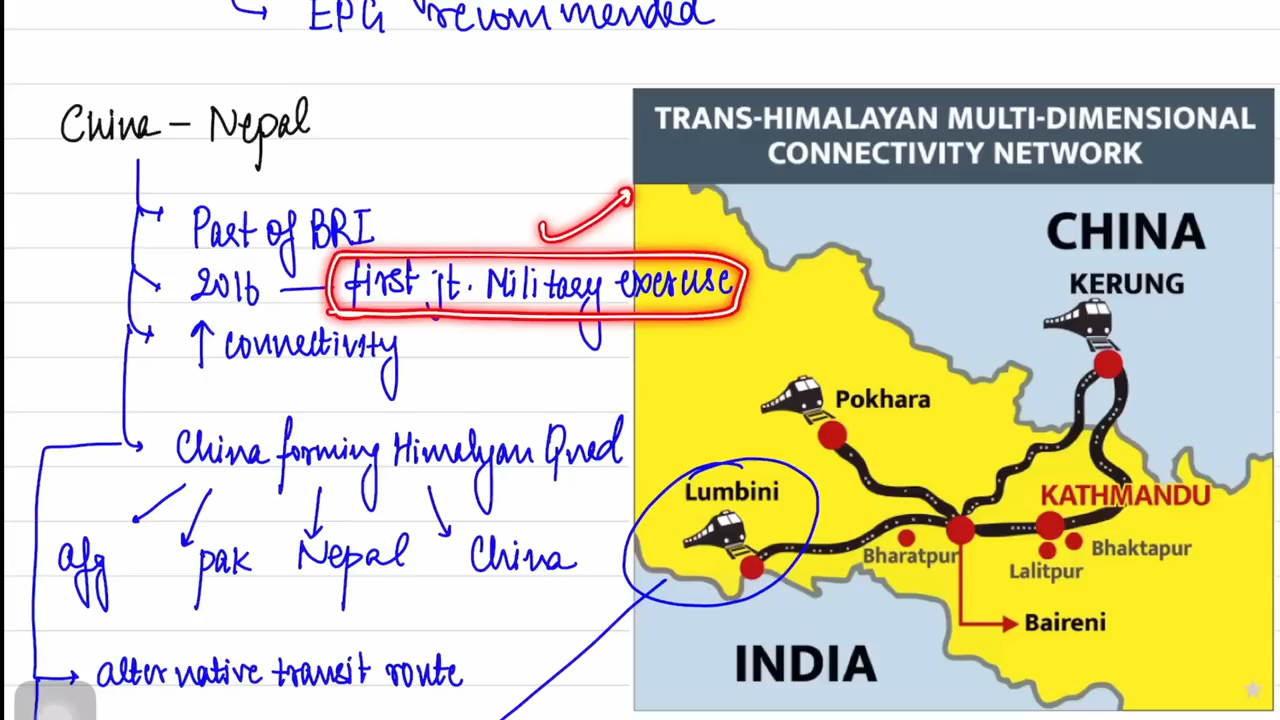 EPG recommended
China - Nepal
Part of BRI
2016 — first jt. Military exercise
↑ connectivity
China forming Himalyan Quad
Afg pak Nepal China
alternative transit route
TRANS-HIMALAYAN MULTI-DIMENSIONAL
CONNECTIVITY NETWORK
CHINA
KERUNG
Pokhara
Lumbini
KATHMANDU
Bharatpur
Bhaktapur
Lalitpur
Baireni
INDIA